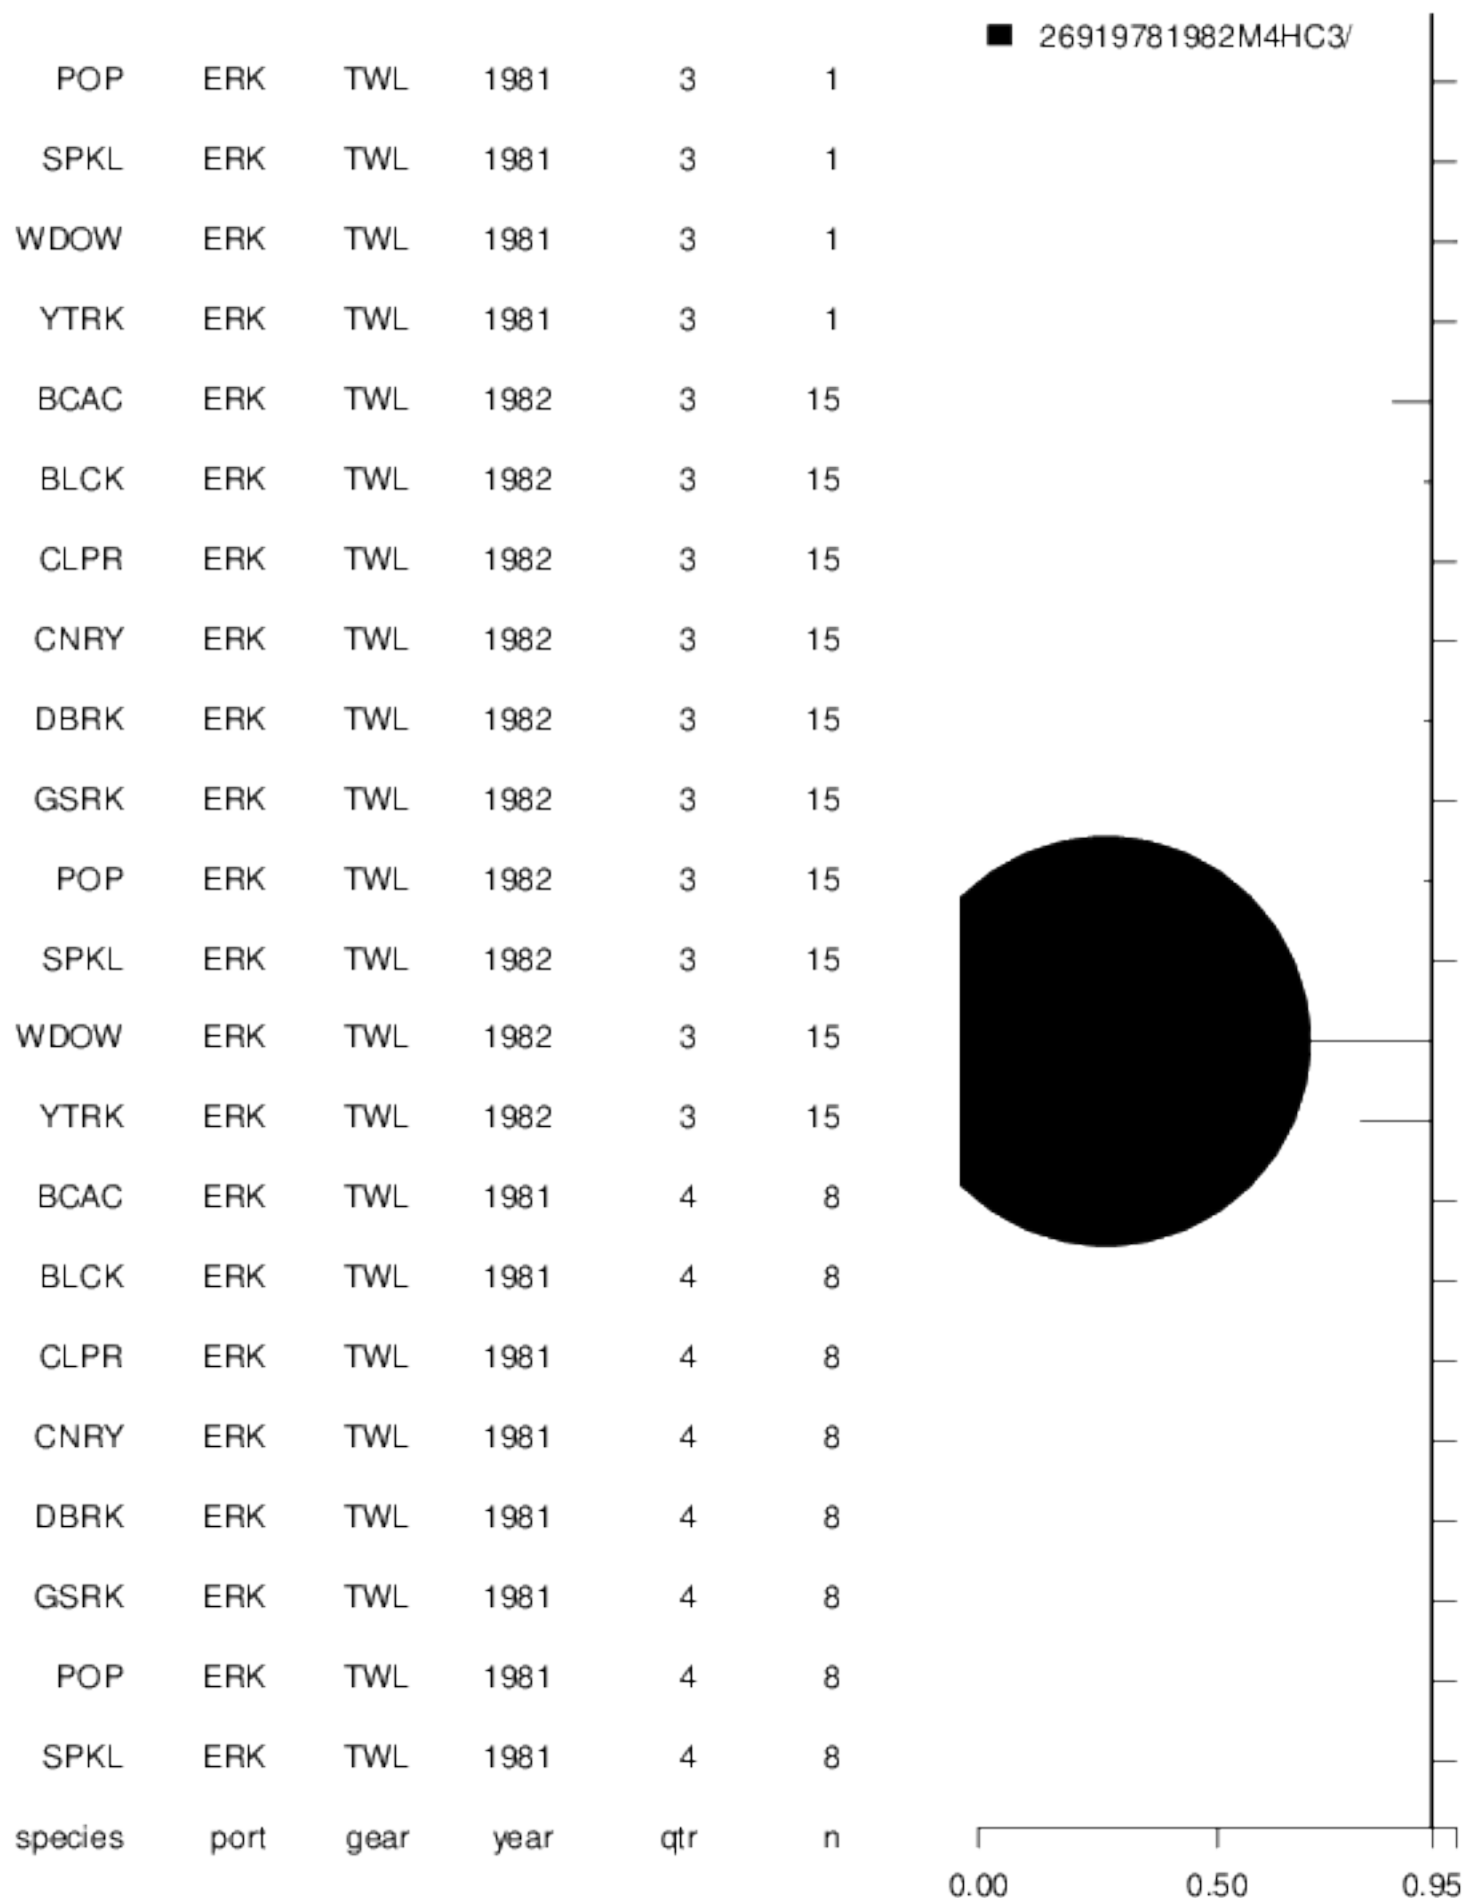 26919781982M4HC3/
POP ERK TWL 1981 3 1
SPKL ERK TWL 1981 3 1
WDOW ERK TWL 1981 3 1
YTRK ERK TWL 1981 3 1
BCAC ERK TWL 1982 3 15
BLCK ERK TWL 1982 3 15
CLPR ERK TWL 1982 3 15
CNRY ERK TWL 1982 3 15
DBRK ERK TWL 1982 3 15
GSRK ERK TWL 1982 3 15
POP ERK TWL 1982 3 15
SPKL ERK TWL 1982 3 15
WDOW ERK TWL 1982 3 15
YTRK ERK TWL 1982 3 15
BCAC ERK TWL 1981 4 8
BLCK ERK TWL 1981 4 8
CLPR ERK TWL 1981 4 8
CNRY ERK TWL 1981 4 8
DBRK ERK TWL 1981 4 8
GSRK ERK TWL 1981 4 8
POP ERK TWL 1981 4 8
SPKL ERK TWL 1981 4 8
species port gear year qtr n
0.00 0.50 0.95